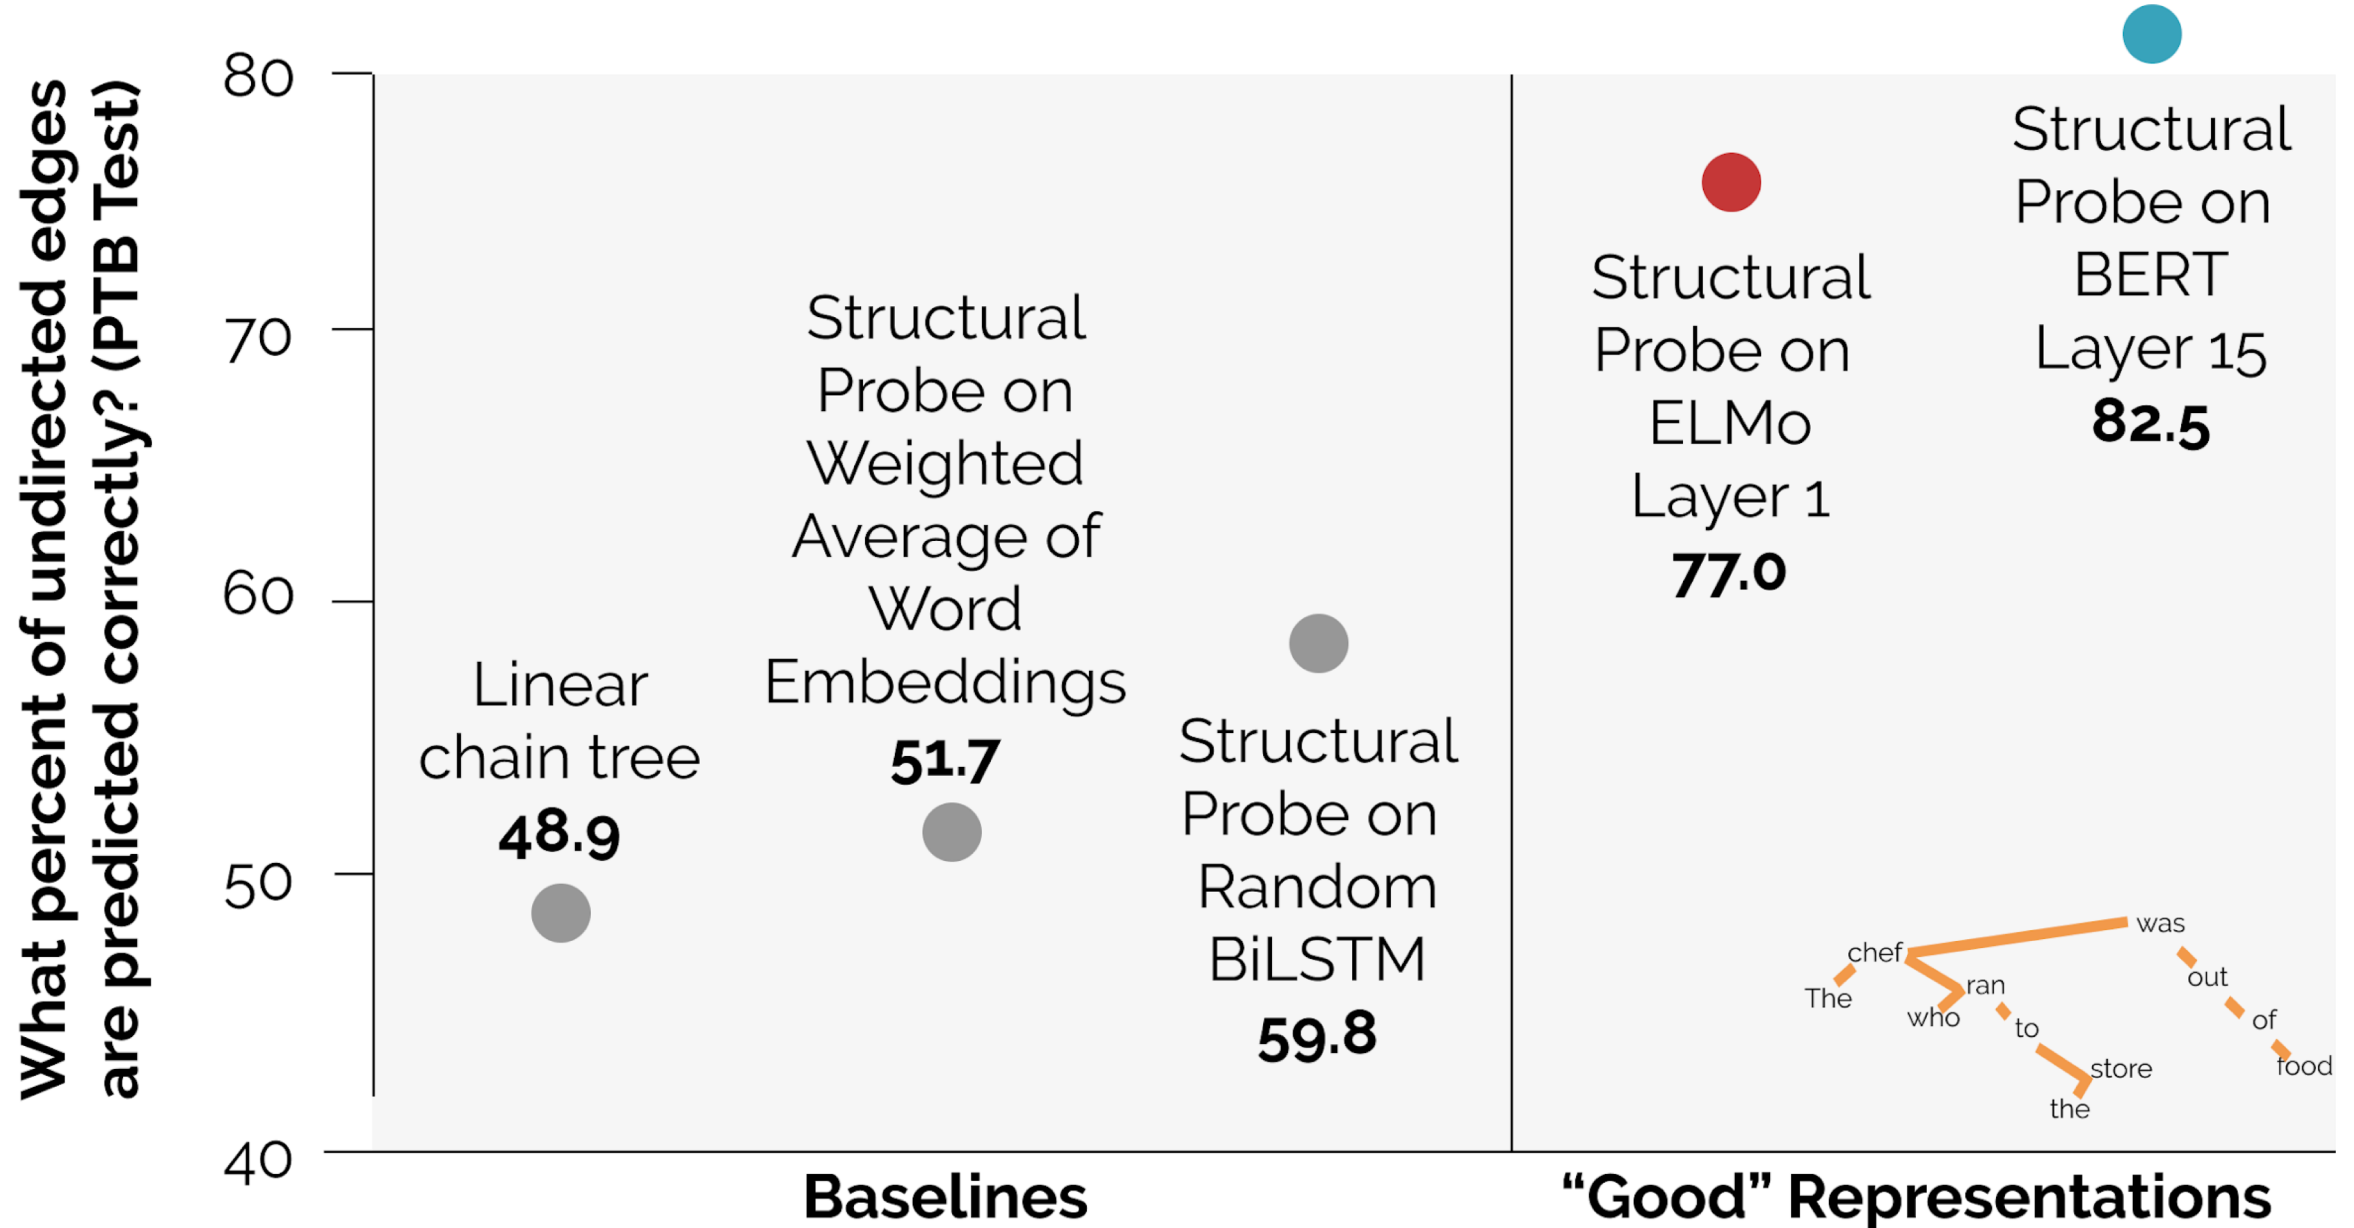 What percent of undirected edges
are predicted correctly? (PTB Test)
80
70
60
50
40
Linear
chain tree
48.9
Structural
Probe on
Weighted
Average of
Word
Embeddings
51.7
Structural
Probe on
Random
BiLSTM
59.8
Structural
Probe on
ELMo
Layer 1
77.0
Structural
Probe on
BERT
Layer 15
82.5
The
chef
who
ran
to
the
store
was
out
of
food
Baselines
“Good” Representations